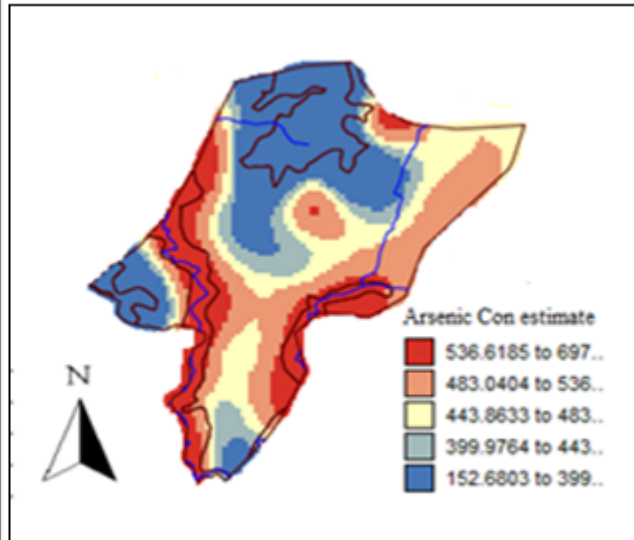 Arsenic Con estimate
536.6185 to 697..
483.0404 to 536..
443.8633 to 483..
399.9764 to 443..
152.6803 to 399..
N